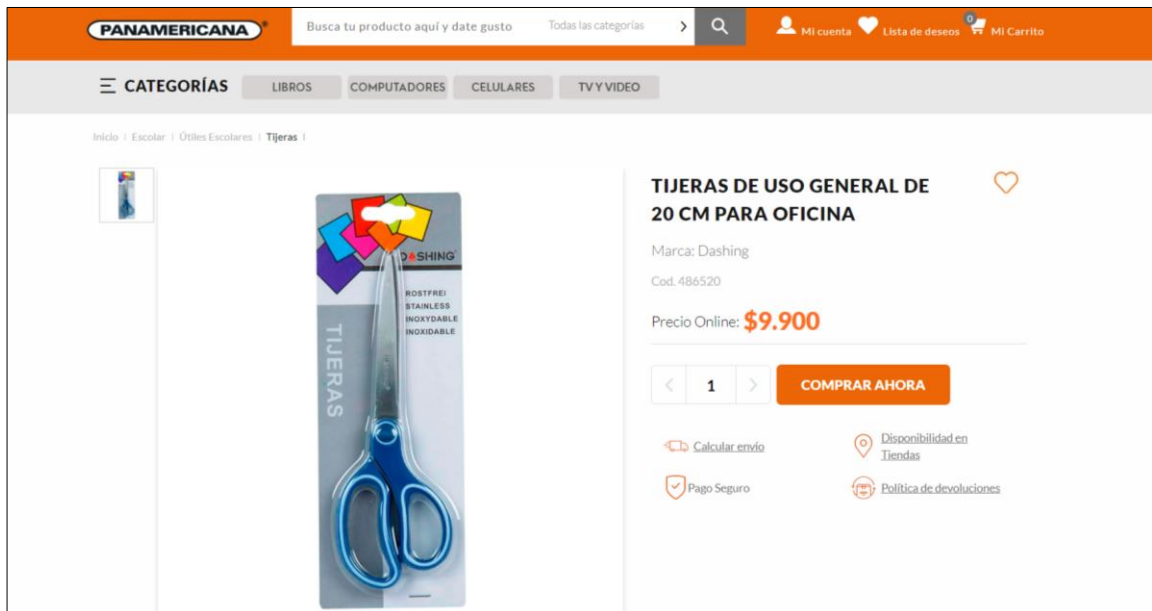 PANAMERICANA
Busca tu producto aquí y date gusto
Todas las categorías
Mi cuenta
Lista de deseos
0
Mi Carrito
CATEGORÍAS
LIBROS
COMPUTADORES
CELULARES
TV Y VIDEO
Inicio | Escolar | Útiles Escolares | Tijeras |
DASHING
ROSTFREI
STAINLESS
INOXYDABLE
INOXIDABLE
TIJERAS
TIJERAS DE USO GENERAL DE
20 CM PARA OFICINA
Marca: Dashing
Cod. 486520
Precio Online: $9.900
1
COMPRAR AHORA
Calcular envío
Disponibilidad en
Tiendas
Pago Seguro
Política de devoluciones